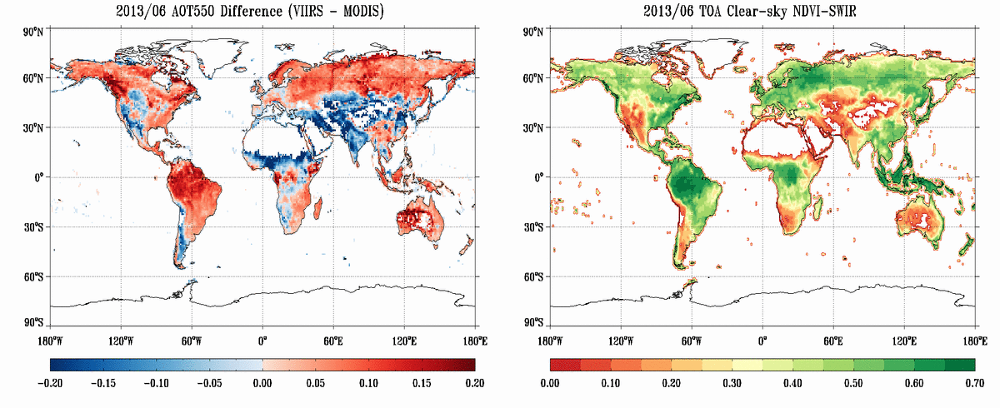 2013/06 AOT550 Difference (VIIRS - MODIS)
90°N
60°N
30°N
0°
30°S
60°S
90°S
180°W 120°W 60°W 0° 60°E 120°E 180°E
-0.20 -0.15 -0.10 -0.05 0.00 0.05 0.10 0.15 0.20
2013/06 TOA Clear-sky NDVI-SWIR
90°N
60°N
30°N
0°
30°S
60°S
90°S
180°W 120°W 60°W 0° 60°E 120°E 180°E
0.00 0.10 0.20 0.30 0.40 0.50 0.60 0.70